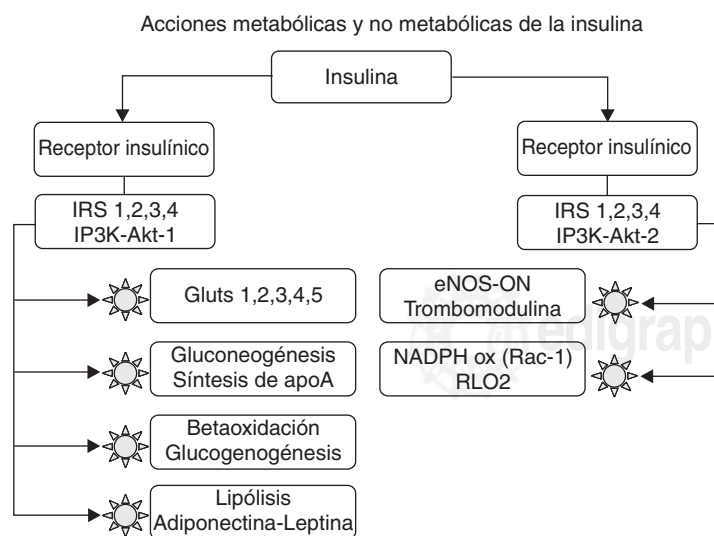 Acciones metabólicas y no metabólicas de la insulina
Insulina
Receptor insulínico
Receptor insulínico
IRS 1,2,3,4
IP3K-Akt-1
IRS 1,2,3,4
IP3K-Akt-2
Gluts 1,2,3,4,5
eNOS-ON
Trombomodulina
Gluconeogénesis
Síntesis de apoA
NADPH ox (Rac-1)
RLO2
Betaoxidación
Glucogenogénesis
Lipólisis
Adiponectina-Leptina
edigrap